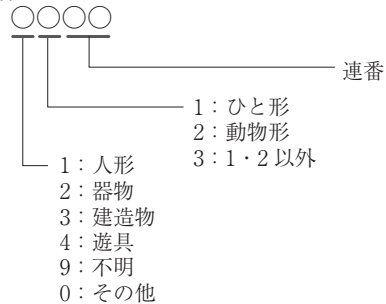 ○○○○
連番
1：ひと形
2：動物形
3：1・2以外
1：人形
2：器物
3：建造物
4：遊具
9：不明
0：その他